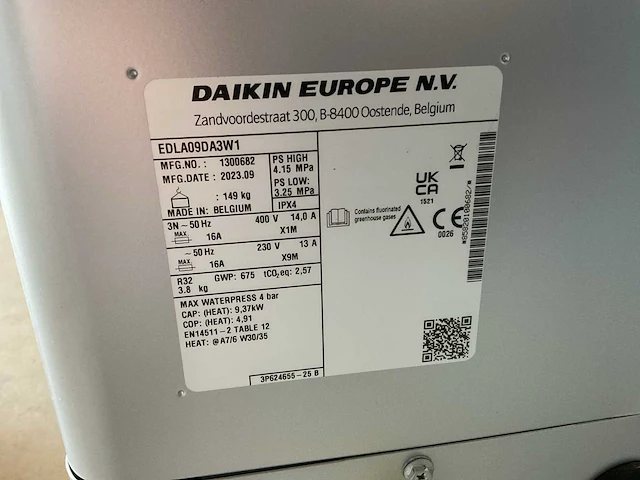 DAIKIN EUROPE N.V.
Zandvoordestraat 300, B-8400 Oostende, Belgium
EDLA09DA3W1
MFG.NO. : 1300682
MFG.DATE : 2023.09
: 149 kg
MADE IN: BELGIUM
PS HIGH
4.15 MPa
PS LOW:
3.25 MPa
IPX4
3N ~ 50 Hz 400 V 14,0 A
MAX. 16A X1M
~ 50 Hz 230 V 13 A
MAX. 16A X9M
R32 GWP: 675 tCO2eq: 2,57
3.8 kg
MAX WATERPRESS 4 bar
CAP: (HEAT): 9,37kW
COP: (HEAT): 4,91
EN14511-2 TABLE 12
HEAT: @A7/6 W30/35
3P624655-25 B
Contains fluorinated
greenhouse gases
UK
CA
1521
CE
0026